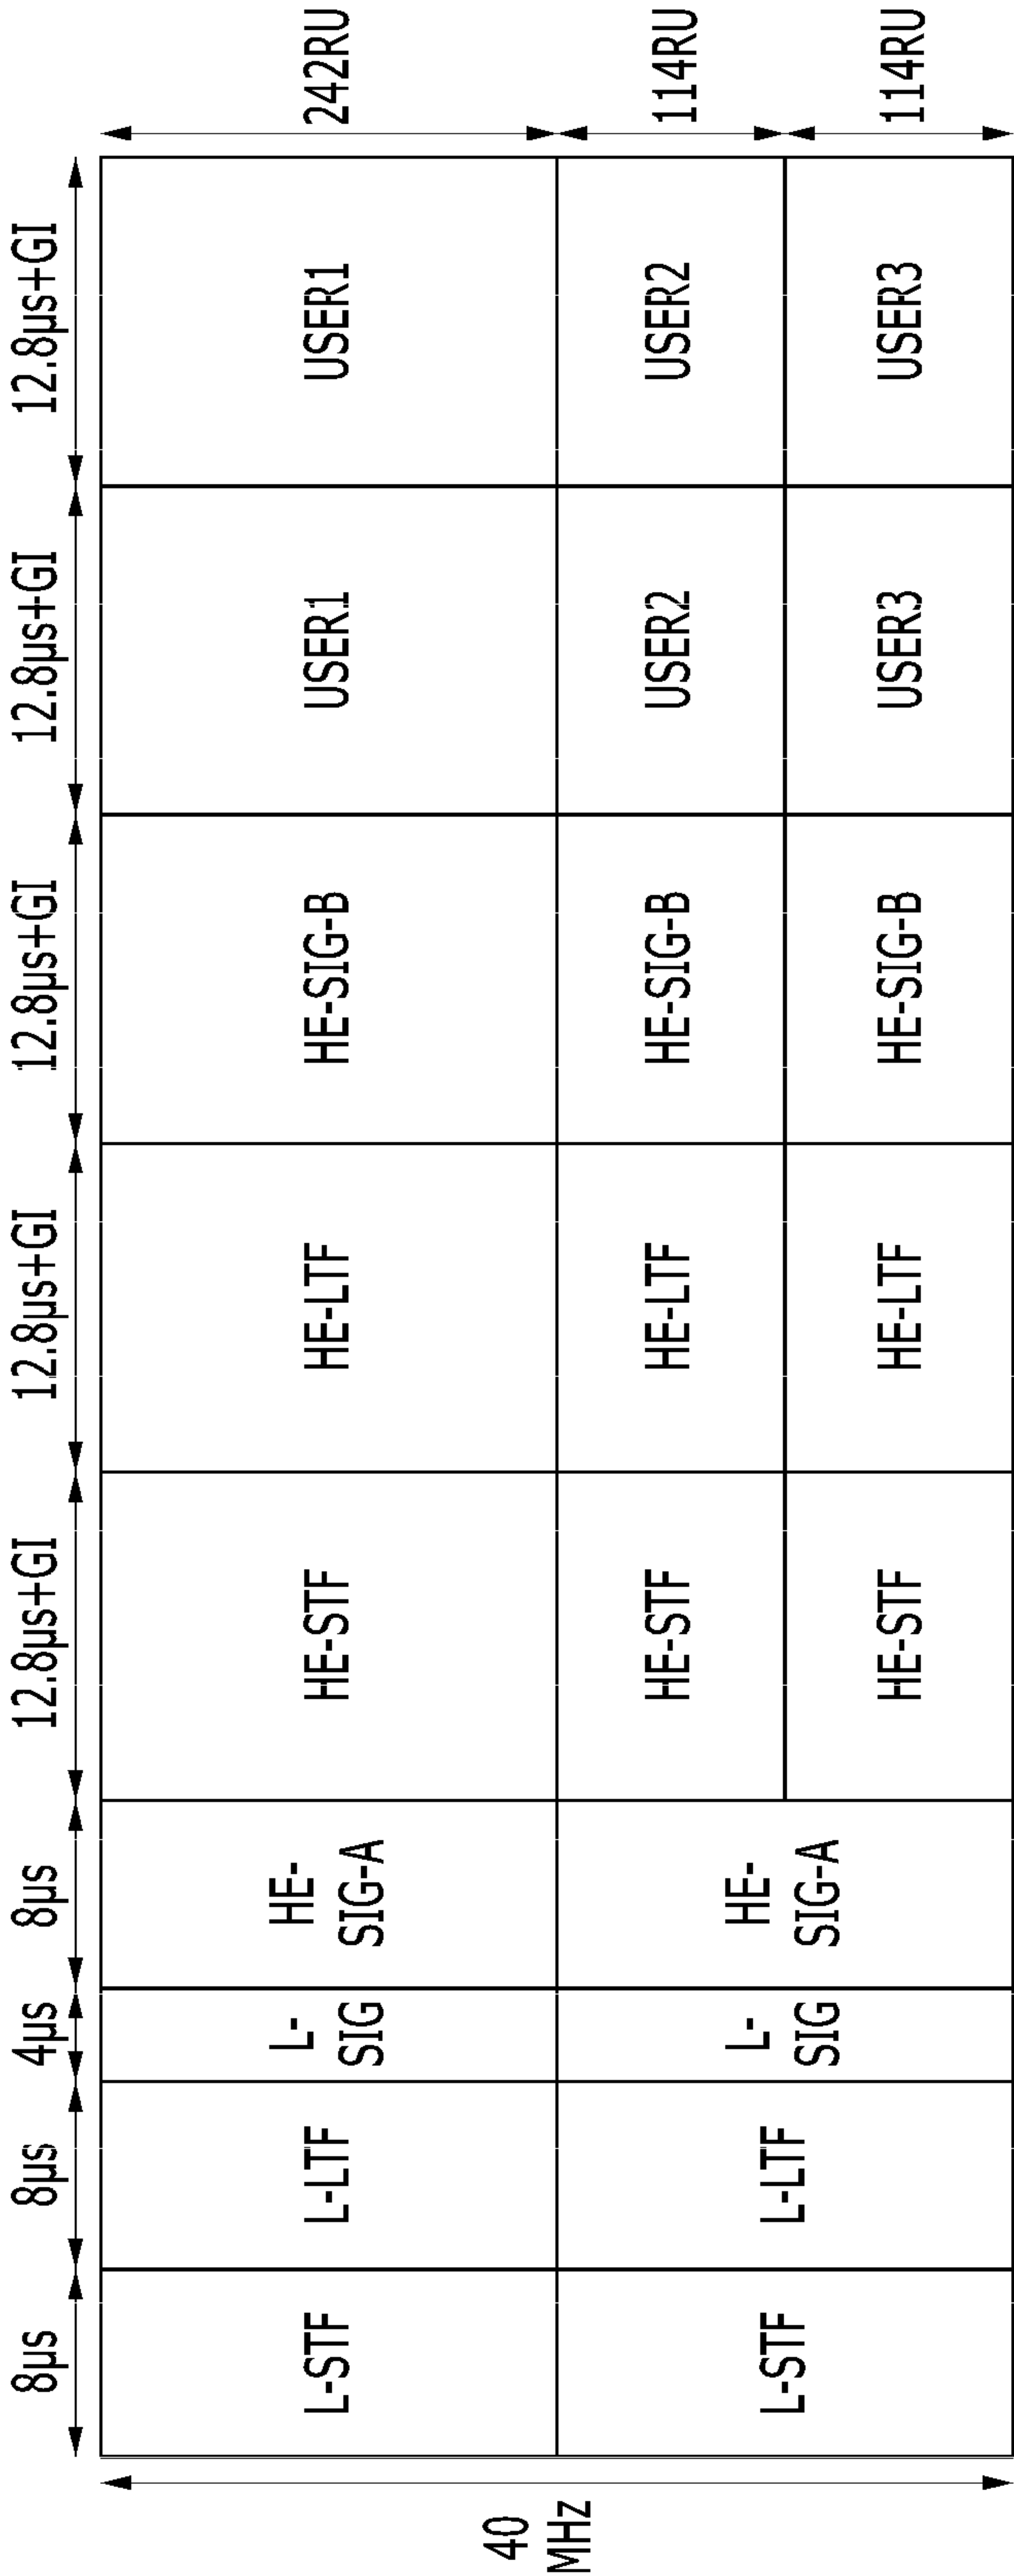 8µs
8µs
4µs
8µs
12.8µs+GI
12.8µs+GI
12.8µs+GI
12.8µs+GI
12.8µs+GI
40
MHz
L-STF
L-LTF
L-
SIG
HE-
SIG-A
HE-STF
HE-LTF
HE-SIG-B
USER1
USER1
242RU
L-STF
L-LTF
L-
SIG
HE-
SIG-A
HE-STF
HE-LTF
HE-SIG-B
USER2
USER2
114RU
HE-STF
HE-LTF
HE-SIG-B
USER3
USER3
114RU